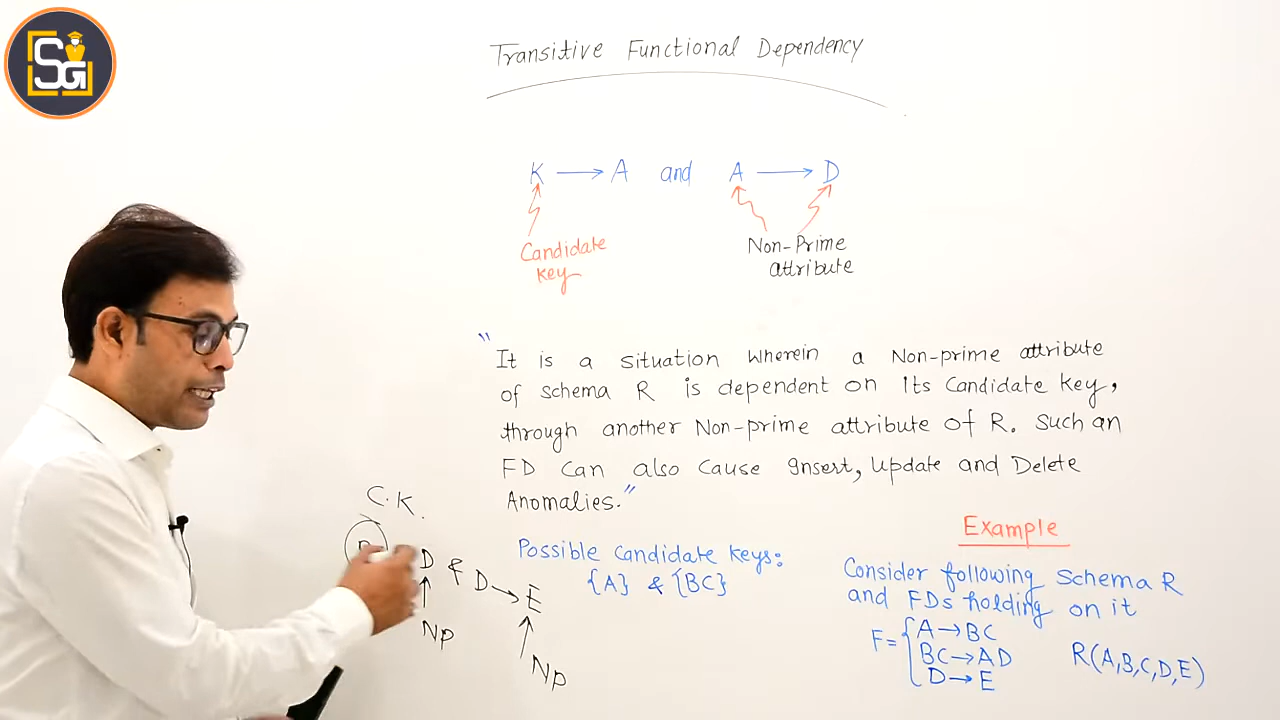 SG
Transitive Functional Dependency
K → A and A → D
Candidate key
Non-Prime attribute
"It is a situation wherein a Non-prime attribute
of schema R is dependent on its Candidate key,
through another Non-prime attribute of R. Such an
FD can also cause Insert, Update and Delete
Anomalies."
C.K.
D & D → E
Np
Np
Possible Candidate keys:
{A} & {BC}
Example
Consider following Schema R
and FDs holding on it
F = { A → BC
BC → AD
D → E
R(A,B,C,D,E)